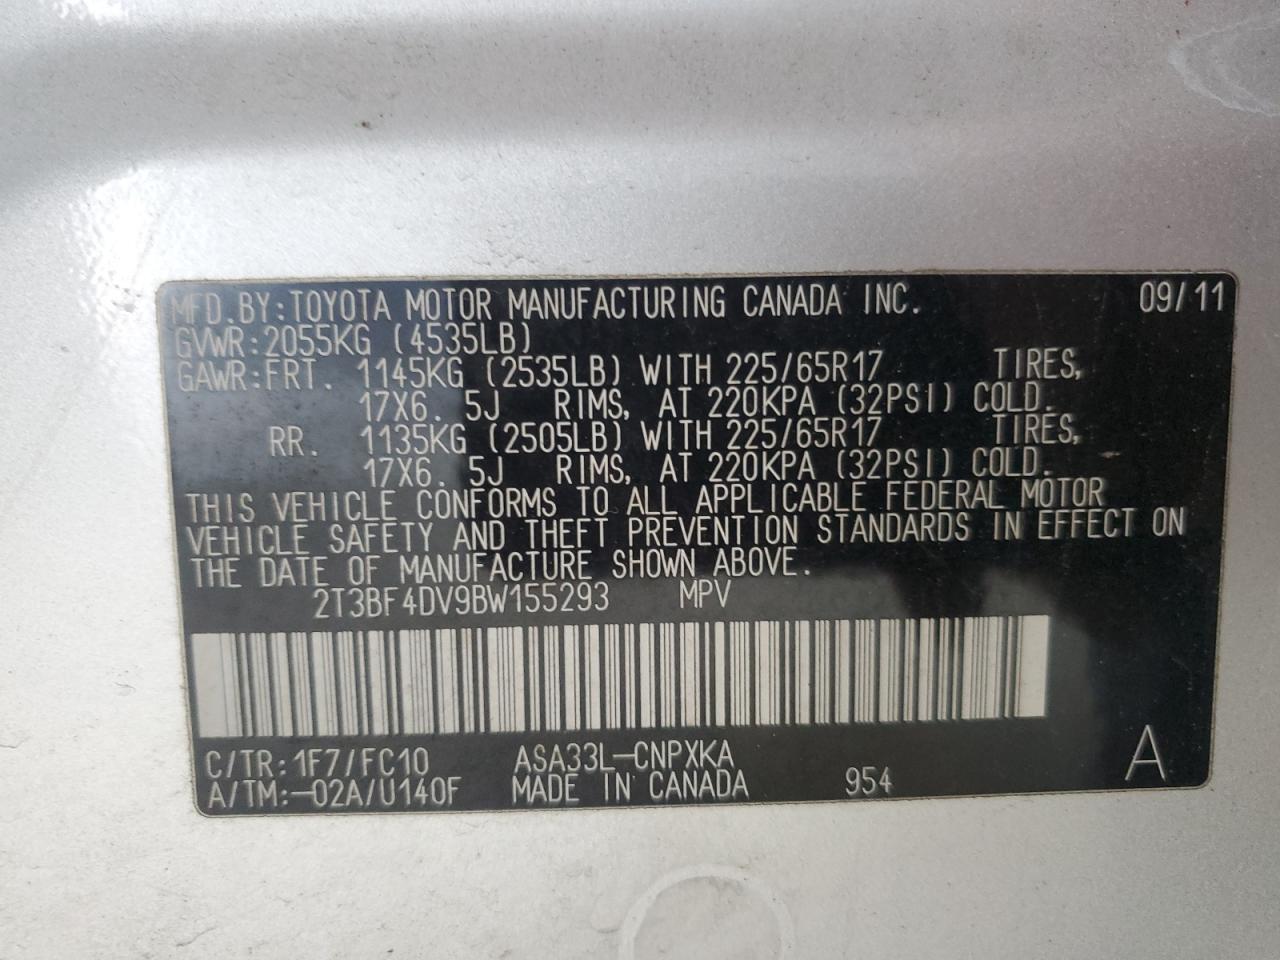 MFD.BY:TOYOTA MOTOR MANUFACTURING CANADA INC. 09/11
GVWR:2055KG (4535LB)
GAWR:FRT. 1145KG (2535LB) WITH 225/65R17 TIRES,
17X6.5J RIMS, AT 220KPA (32PSI) COLD.
RR. 1135KG (2505LB) WITH 225/65R17 TIRES,
17X6.5J RIMS, AT 220KPA (32PSI) COLD.
THIS VEHICLE CONFORMS TO ALL APPLICABLE FEDERAL MOTOR
VEHICLE SAFETY AND THEFT PREVENTION STANDARDS IN EFFECT ON
THE DATE OF MANUFACTURE SHOWN ABOVE.
2T3BF4DV9BW155293 MPV
C/TR:1F7/FC10 ASA33L-CNPXKA A
A/TM:-02A/U140F MADE IN CANADA 954